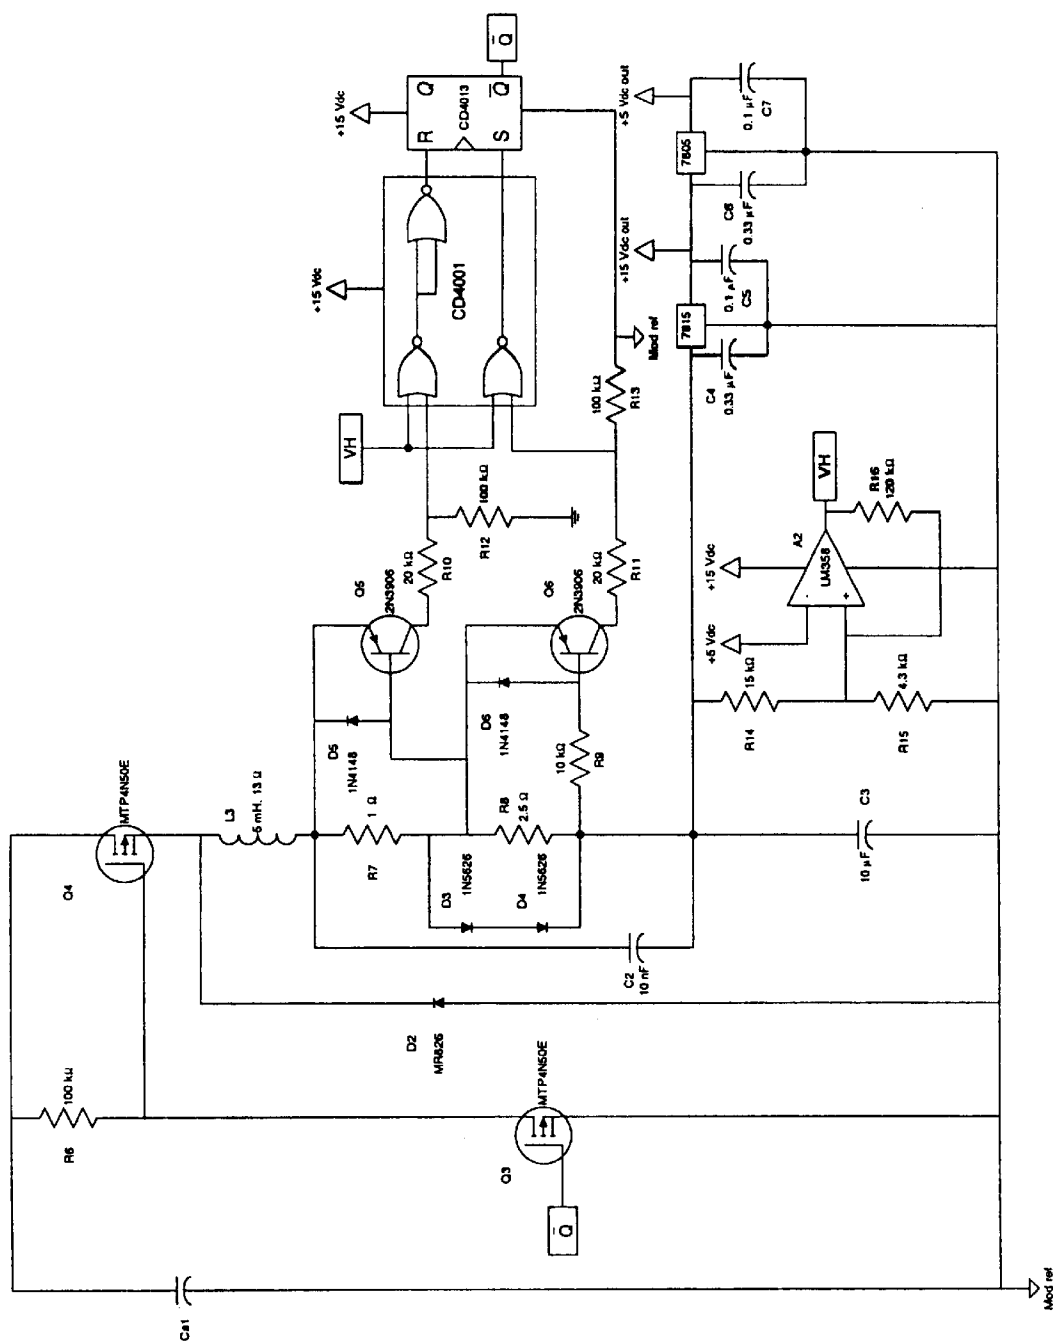 Ca1
R6
100 kΩ
Q4
MTP4N50E
Q3
MTP4N50E
Q
D2
MR826
L3
5 mH, 13 Ω
C2
10 nF
R7
1 Ω
D3
1N5626
D4
1N5626
R8
2.5 Ω
D5
1N4148
D6
1N4148
10 kΩ
R9
Q5
2N3906
Q6
2N3906
20 kΩ
R10
20 kΩ
R11
R12
100 kΩ
100 kΩ
R13
VH
CD4001
+15 Vdc
+15 Vdc
R
Q
CD4013
S
Q
Q
Mod ref
10 µF
C3
R14
15 kΩ
R15
4.3 kΩ
+5 Vdc
+15 Vdc
A2
LM358
-
+
VH
R16
120 kΩ
C4
0.33 µF
7815
0.1 µF
C5
+15 Vdc out
C6
0.33 µF
7805
0.1 µF
C7
+5 Vdc out
Mod ref